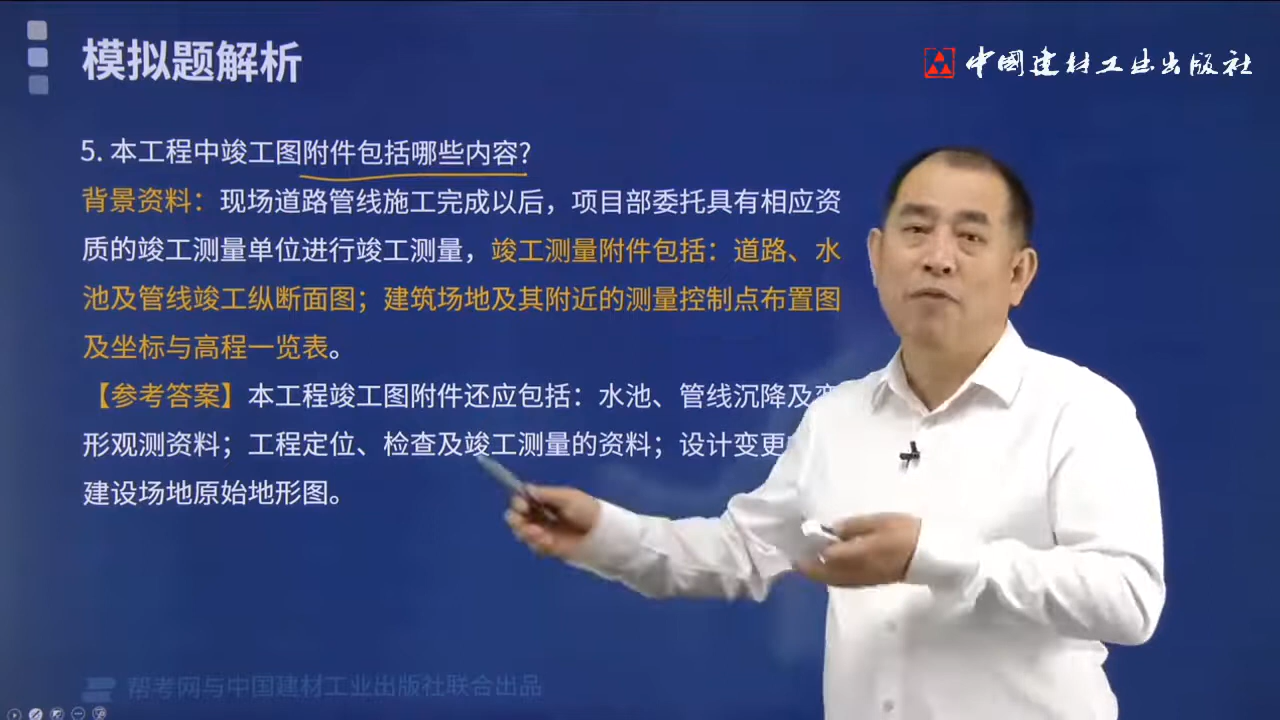 模拟题解析
中国建材工业出版社
5. 本工程中竣工图附件包括哪些内容?
背景资料：现场道路管线施工完成以后，项目部委托具有相应资
质的竣工测量单位进行竣工测量，竣工测量附件包括：道路、水
池及管线竣工纵断面图；建筑场地及其附近的测量控制点布置图
及坐标与高程一览表。
【参考答案】本工程竣工图附件还应包括：水池、管线沉降及变
形观测资料；工程定位、检查及竣工测量的资料；设计变更
建设场地原始地形图。
帮考网与中国建材工业出版社联合出品